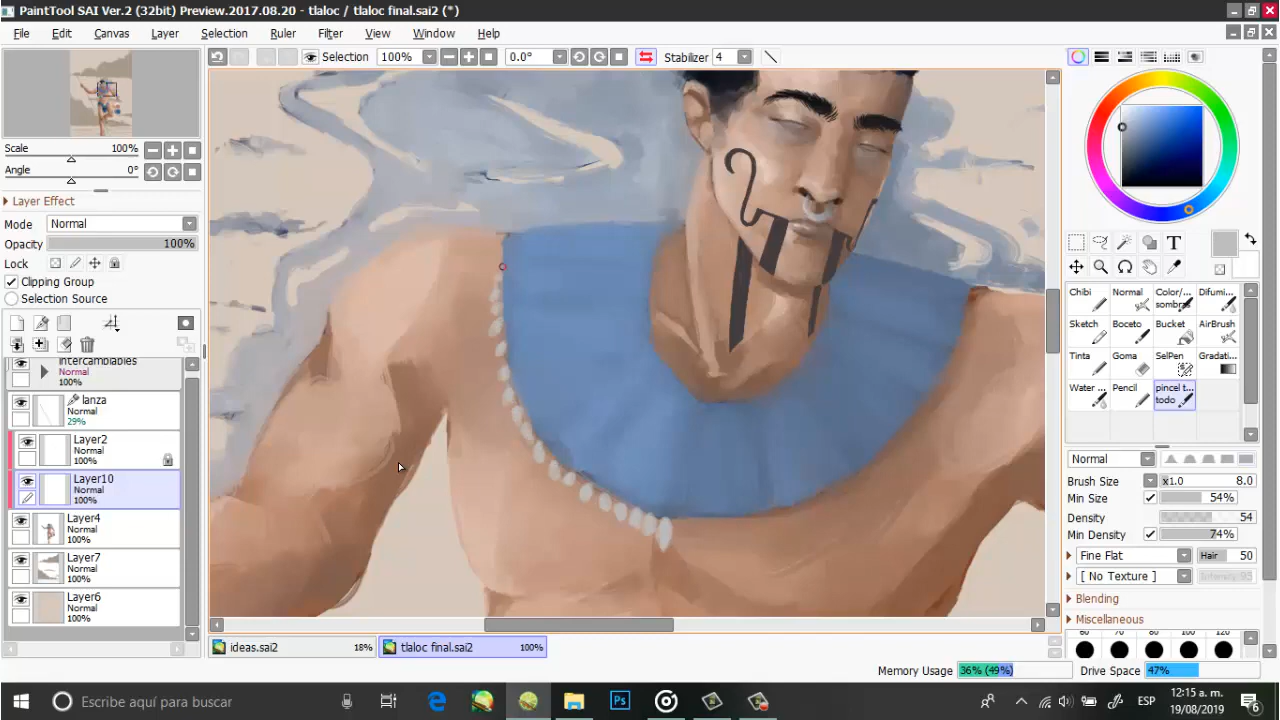 PaintTool SAI Ver.2 (32bit) Preview.2017.08.20 - tlaloc / tlaloc final.sai2 (*)
File Edit Canvas Layer Selection Ruler Filter View Window Help
Selection 100% 0.0° Stabilizer 4
Scale 100%
Angle 0°
Layer Effect
Mode Normal
Opacity 100%
Lock
Clipping Group
Selection Source
intercambiables
Normal
100%
lanza
Normal
29%
Layer2
Normal
100%
Layer10
Normal
100%
Layer4
Normal
100%
Layer7
Normal
100%
Layer6
Normal
100%
T
Chibi Normal Color/... sombras Difumi...
Sketch Boceto Bucket AirBrush
Tinta Goma SelPen Gradati...
Water ... Pencil pincel t... todo
Normal
Brush Size x1.0 8.0
Min Size 54%
Density 54
Min Density 74%
Fine Flat Hair 50
[ No Texture ] Intensity 95
Blending
Miscellaneous
60 70 80 100 120
ideas.sai2 18% tlaloc final.sai2 100%
Memory Usage 36% (49%) Drive Space 47%
Escribe aquí para buscar
Ps
ESP
12:15 a. m.
19/08/2019
6